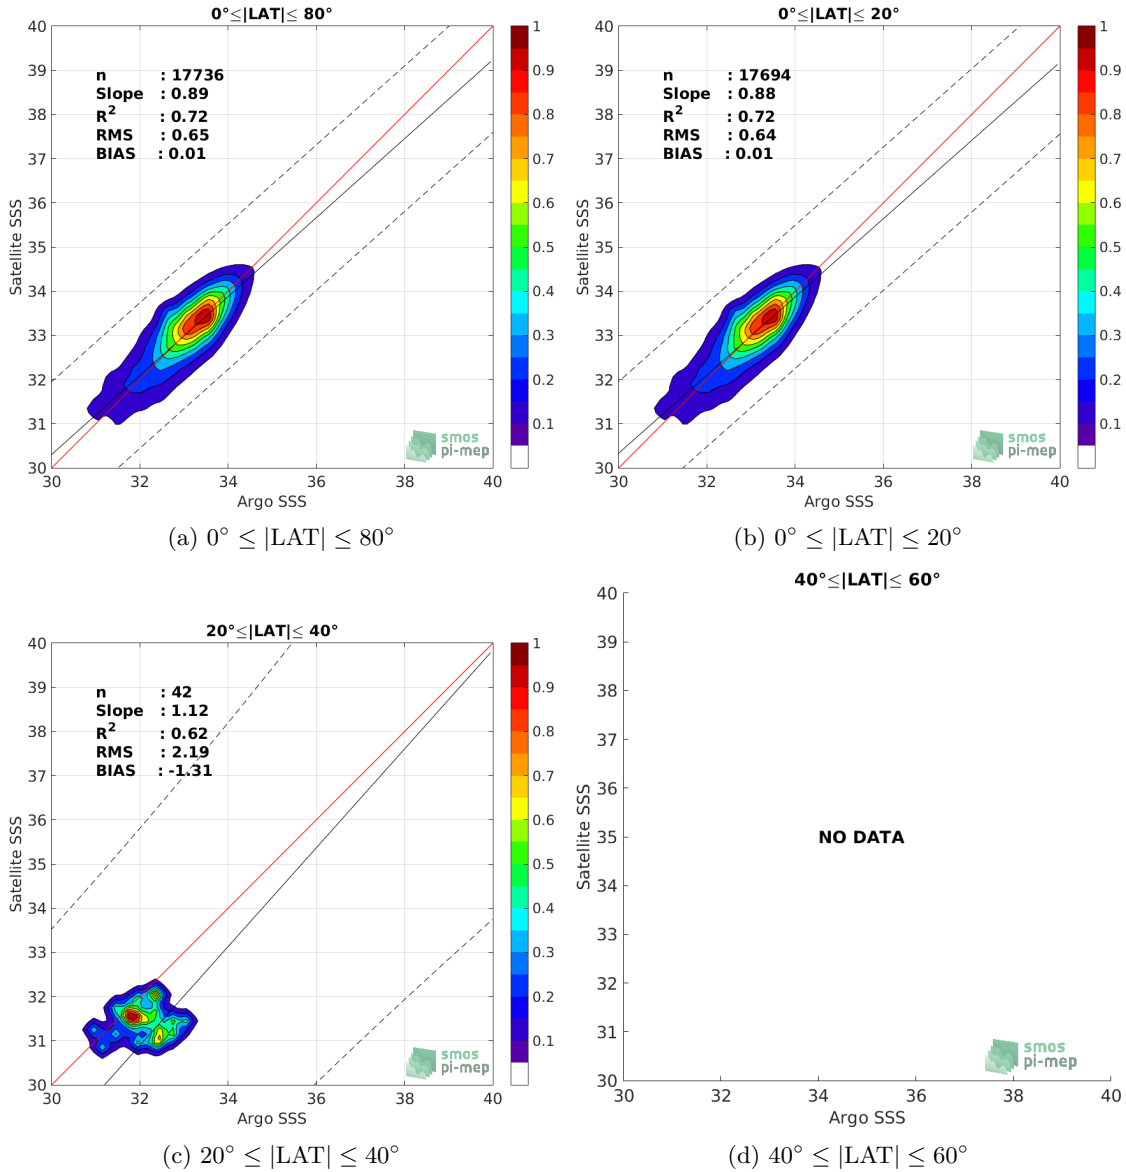 0°≤|LAT|≤ 80°
40
39
38
37
36
35
34
33
32
31
30
Satellite SSS
n : 17736
Slope : 0.89
R²  : 0.72
RMS : 0.65
BIAS : 0.01
1
0.9
0.8
0.7
0.6
0.5
0.4
0.3
0.2
0.1
smos
pi-mep
30 32 34 36 38 40
Argo SSS
(a) 0° ≤ |LAT| ≤ 80°
0°≤|LAT|≤ 20°
40
39
38
37
36
35
34
33
32
31
30
Satellite SSS
n : 17694
Slope : 0.88
R² : 0.72
RMS : 0.64
BIAS : 0.01
1
0.9
0.8
0.7
0.6
0.5
0.4
0.3
0.2
0.1
smos
pi-mep
30 32 34 36 38 40
Argo SSS
(b) 0° ≤ |LAT| ≤ 20°
20°≤|LAT|≤ 40°
40
39
38
37
36
35
34
33
32
31
30
Satellite SSS
n : 42
Slope : 1.12
R² : 0.62
RMS : 2.19
BIAS : -1.31
1
0.9
0.8
0.7
0.6
0.5
0.4
0.3
0.2
0.1
smos
pi-mep
30 32 34 36 38 40
Argo SSS
(c) 20° ≤ |LAT| ≤ 40°
40°≤|LAT|≤ 60°
40
39
38
37
36
35
34
33
32
31
30
Satellite SSS
NO DATA
smos
pi-mep
30 32 34 36 38 40
Argo SSS
(d) 40° ≤ |LAT| ≤ 60°